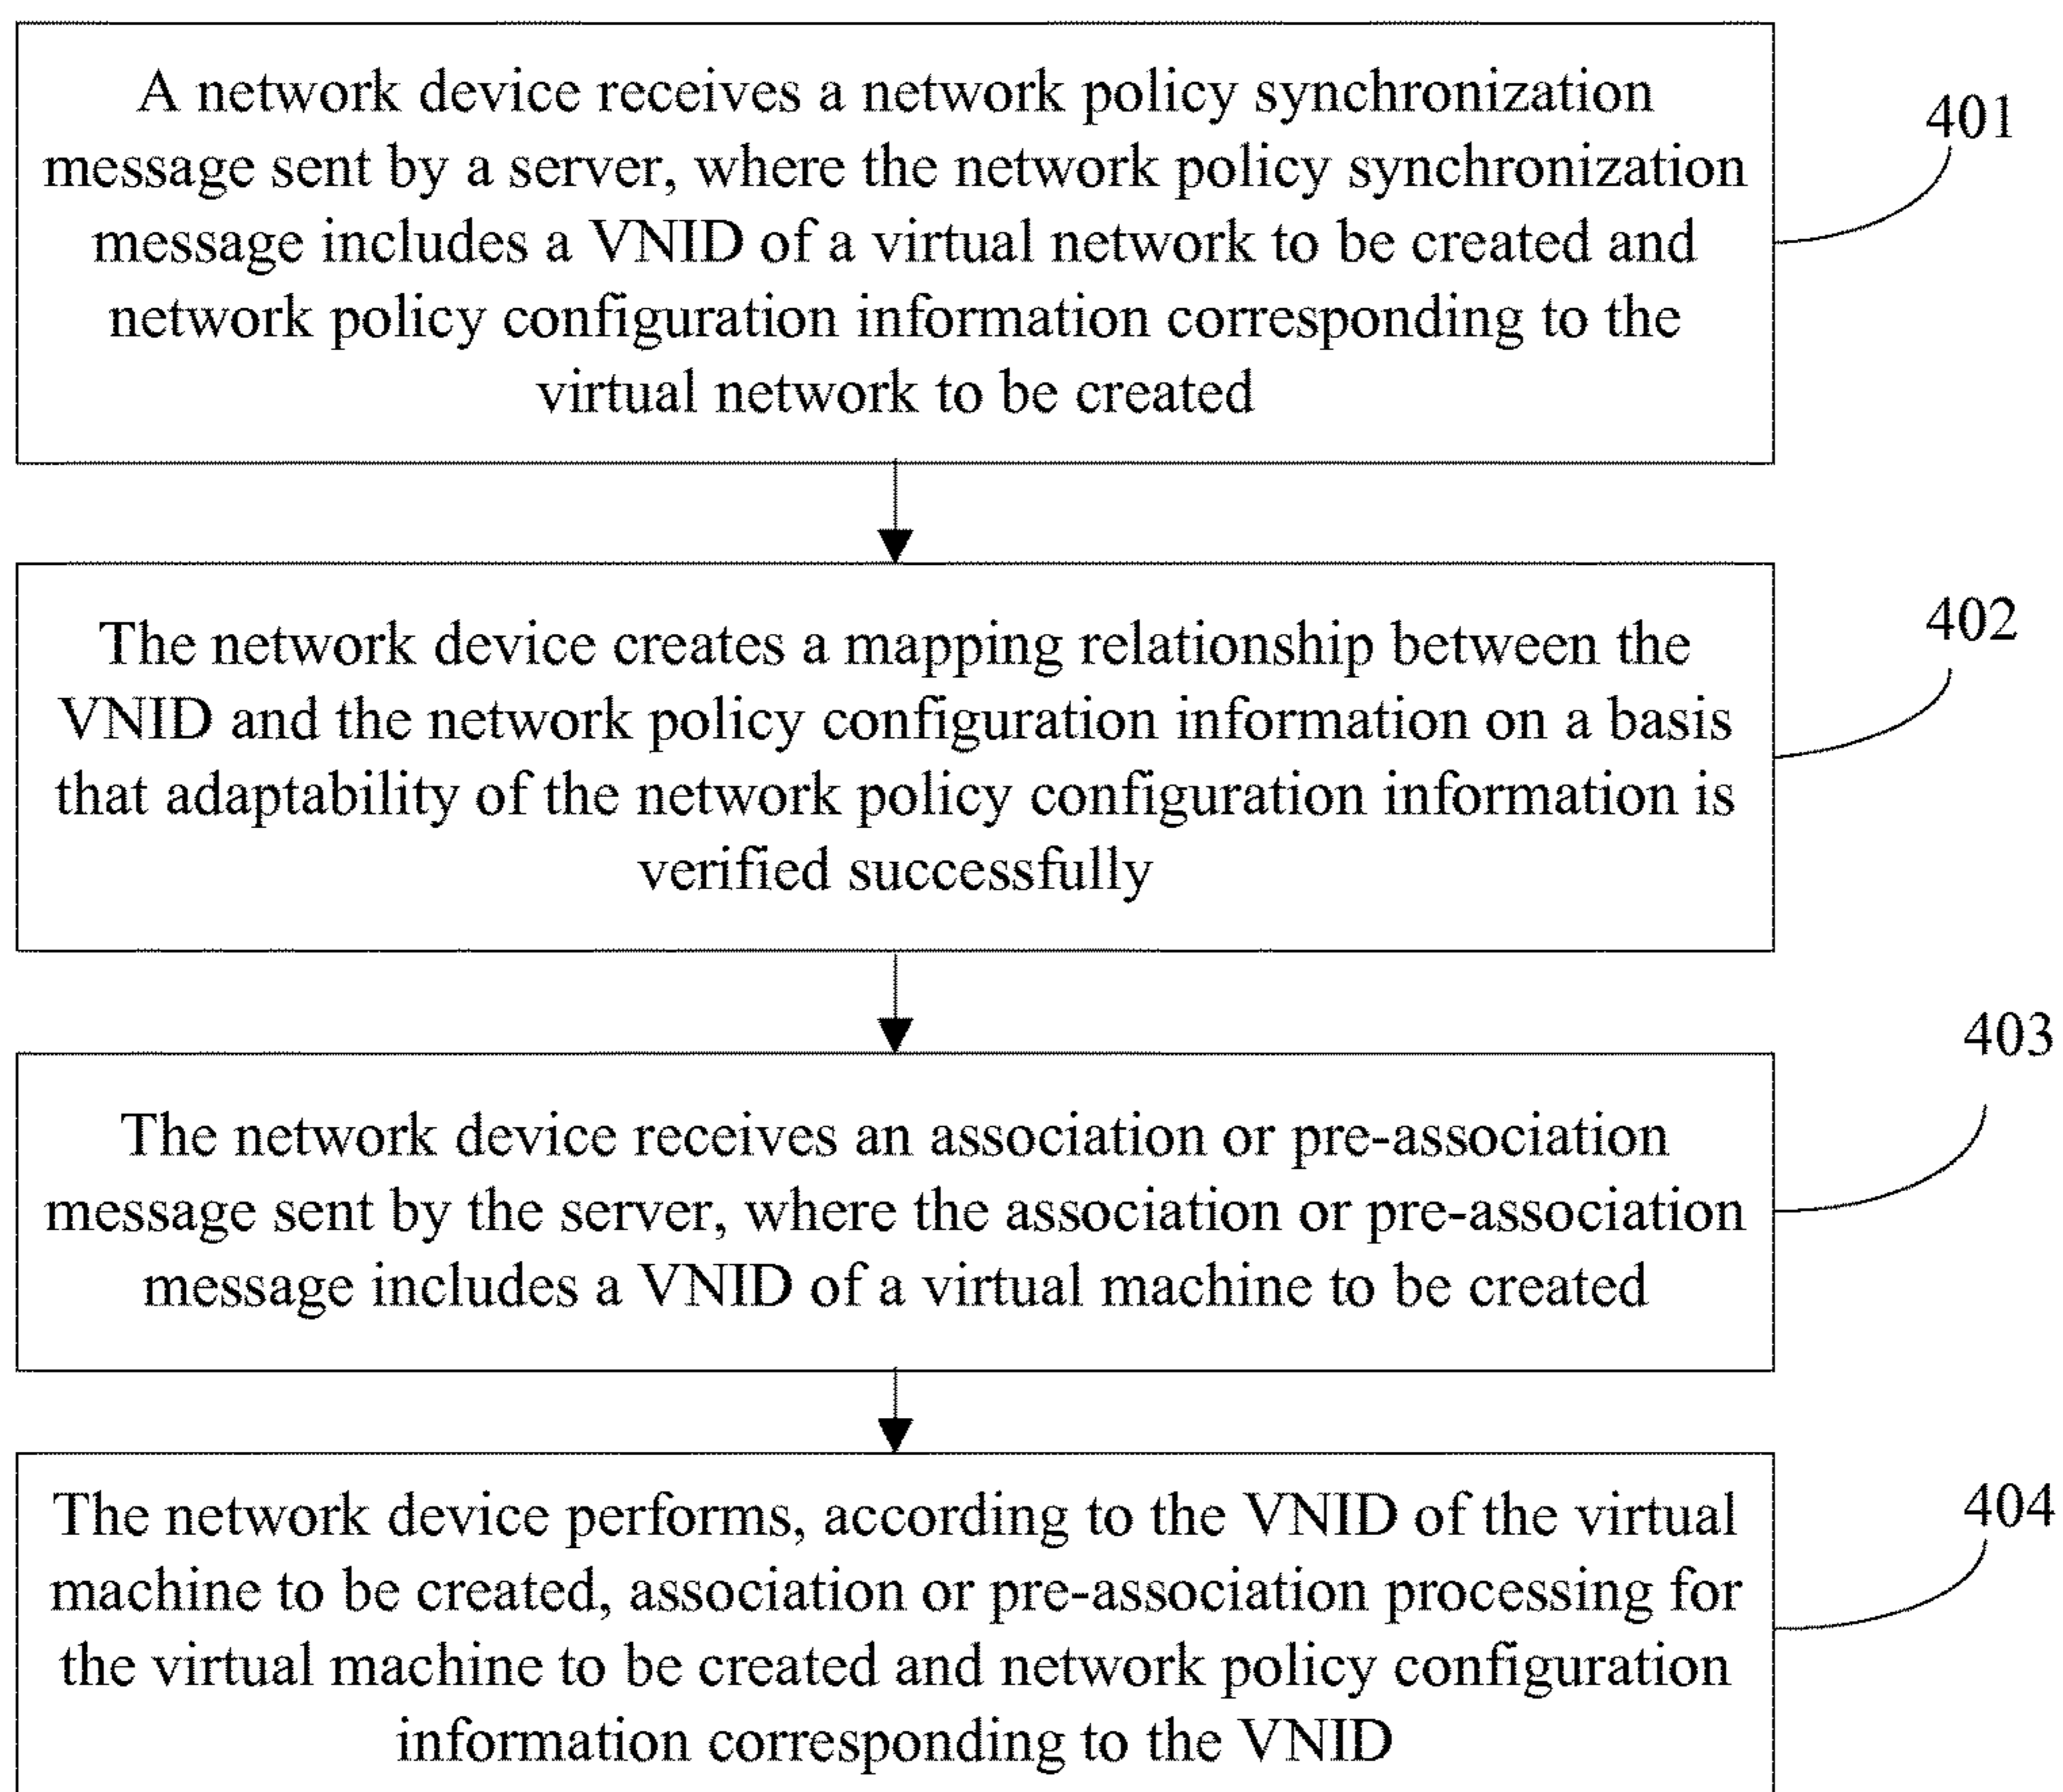 A network device receives a network policy synchronization
message sent by a server, where the network policy synchronization
message includes a VNID of a virtual network to be created and
network policy configuration information corresponding to the
virtual network to be created
401
The network device creates a mapping relationship between the
VNID and the network policy configuration information on a basis
that adaptability of the network policy configuration information is
verified successfully
402
The network device receives an association or pre-association
message sent by the server, where the association or pre-association
message includes a VNID of a virtual machine to be created
403
The network device performs, according to the VNID of the virtual
machine to be created, association or pre-association processing for
the virtual machine to be created and network policy configuration
information corresponding to the VNID
404